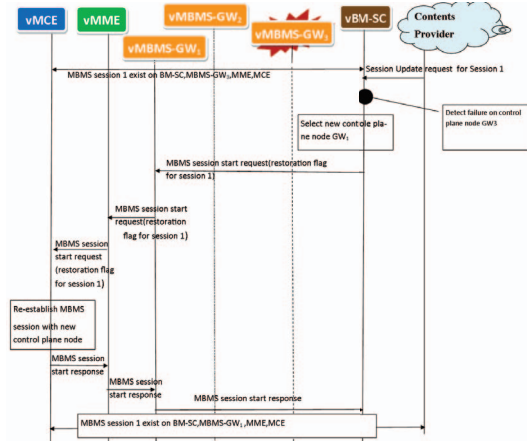 vMCE
vMME
vMBMS-GW₂
vBM-SC
Contents
Provider
vMBMS-GW₁
vMBMS-GW₃
MBMS session 1 exist on BM-SC,MBMS-GW₃,MME,MCE
Session Update request for Session 1
Detect failure on control
plane node GW3
Select new controle pla-
ne node GW₁
MBMS session start request(restoration flag
for session 1)
MBMS session start
request(restoration
flag for session 1)
MBMS session
start request
(restoration flag
for session 1)
Re-establish MBMS
session with new
control plane node
MBMS session
start response
MBMS session
start response
MBMS session start response
MBMS session 1 exist on BM-SC,MBMS-GW₁,MME,MCE